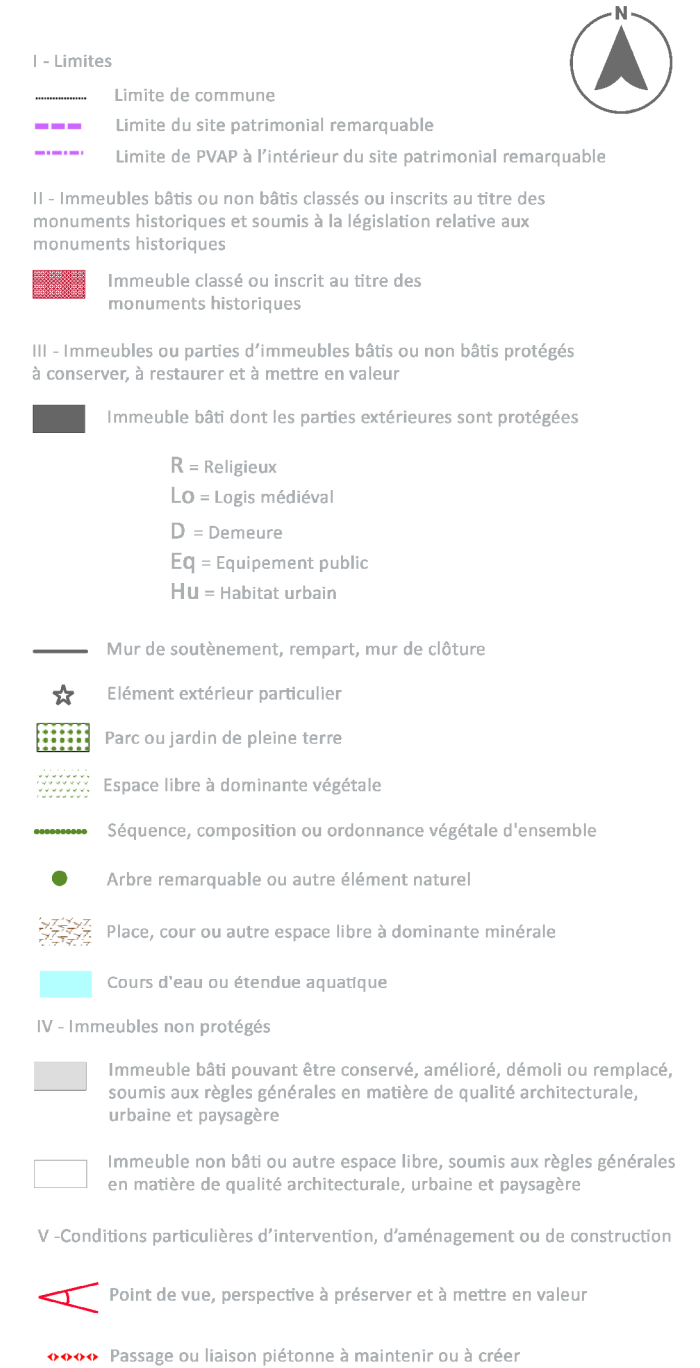 N
I - Limites
Limite de commune
Limite du site patrimonial remarquable
Limite de PVAP à l'intérieur du site patrimonial remarquable
II - Immeubles bâtis ou non bâtis classés ou inscrits au titre des
monuments historiques et soumis à la législation relative aux
monuments historiques
Immeuble classé ou inscrit au titre des
monuments historiques
III - Immeubles ou parties d'immeubles bâtis ou non bâtis protégés
à conserver, à restaurer et à mettre en valeur
Immeuble bâti dont les parties extérieures sont protégées
R = Religieux
Lo = Logis médiéval
D = Demeure
Eq = Equipement public
Hu = Habitat urbain
Mur de soutènement, rempart, mur de clôture
Elément extérieur particulier
Parc ou jardin de pleine terre
Espace libre à dominante végétale
Séquence, composition ou ordonnance végétale d'ensemble
Arbre remarquable ou autre élément naturel
Place, cour ou autre espace libre à dominante minérale
Cours d'eau ou étendue aquatique
IV - Immeubles non protégés
Immeuble bâti pouvant être conservé, amélioré, démoli ou remplacé,
soumis aux règles générales en matière de qualité architecturale,
urbaine et paysagère
Immeuble non bâti ou autre espace libre, soumis aux règles générales
en matière de qualité architecturale, urbaine et paysagère
V -Conditions particulières d'intervention, d'aménagement ou de construction
Point de vue, perspective à préserver et à mettre en valeur
Passage ou liaison piétonne à maintenir ou à créer